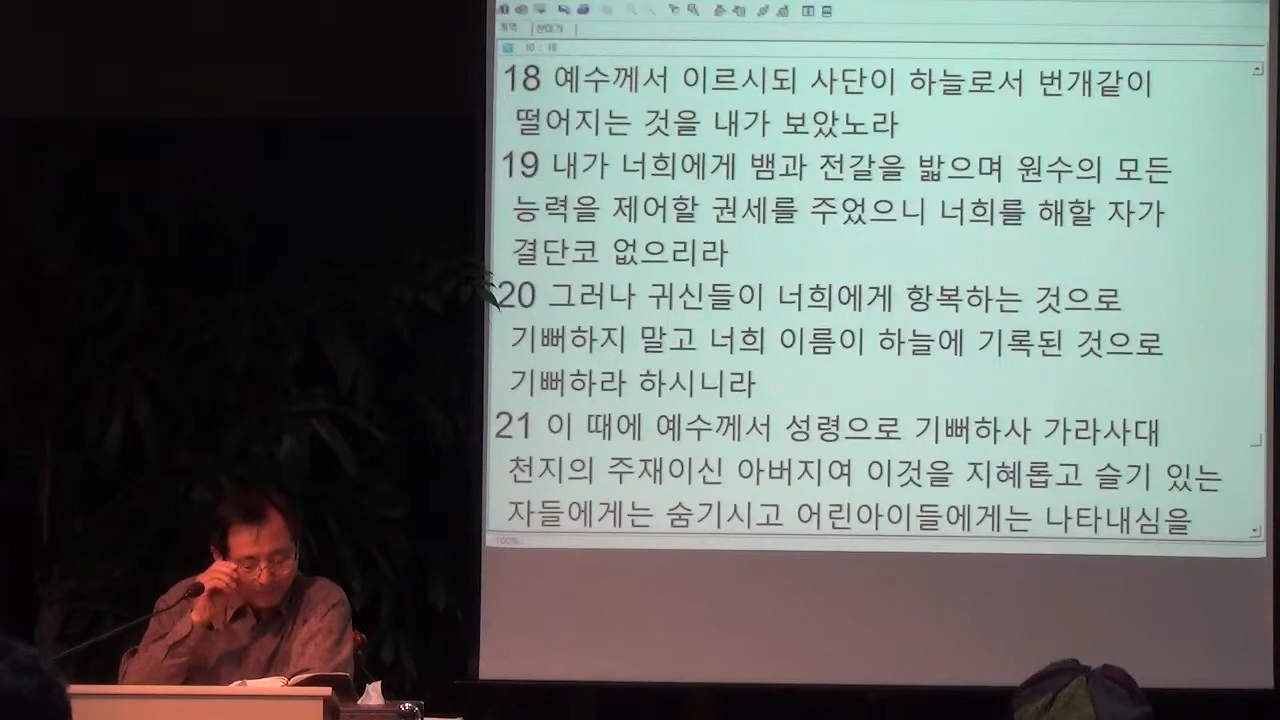 개역
10 : 18
18 예수께서 이르시되 사단이 하늘로서 번개같이
떨어지는 것을 내가 보았노라
19 내가 너희에게 뱀과 전갈을 밟으며 원수의 모든
능력을 제어할 권세를 주었으니 너희를 해할 자가
결단코 없으리라
20 그러나 귀신들이 너희에게 항복하는 것으로
기뻐하지 말고 너희 이름이 하늘에 기록된 것으로
기뻐하라 하시니라
21 이 때에 예수께서 성령으로 기뻐하사 가라사대
천지의 주재이신 아버지여 이것을 지혜롭고 슬기 있는
자들에게는 숨기시고 어린아이들에게는 나타내심을
100%